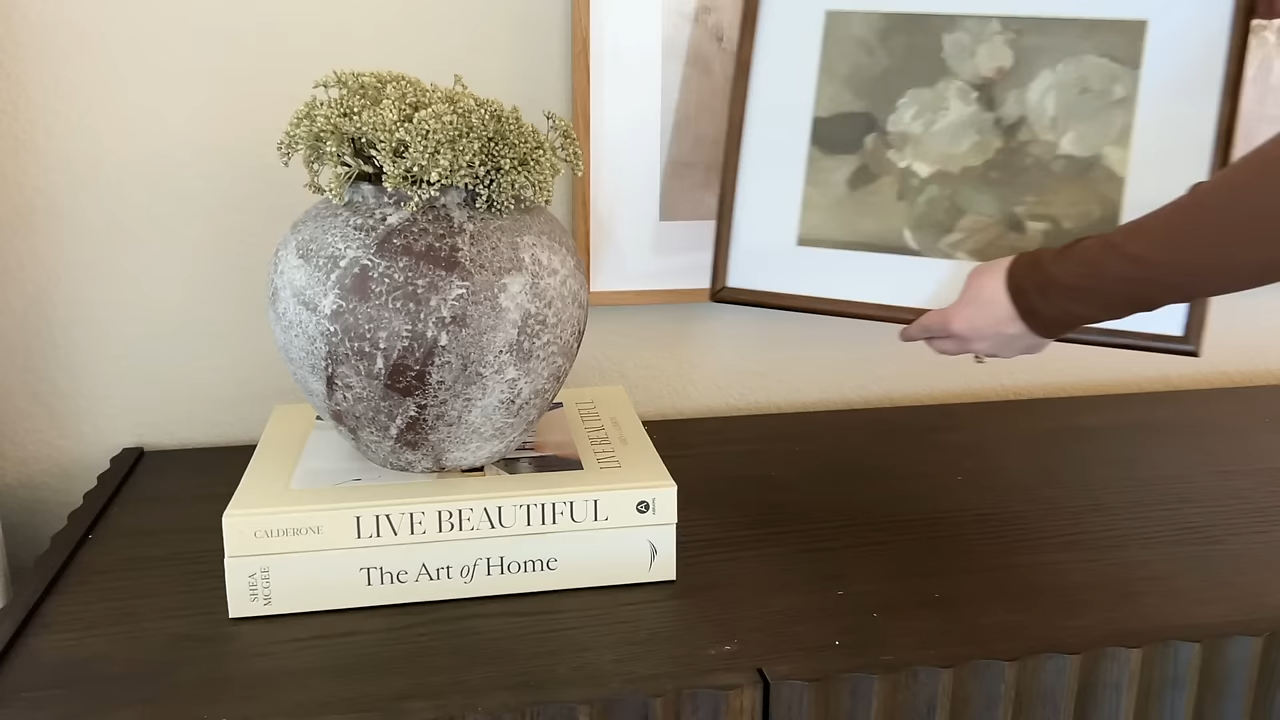 LIVE BEAUTIFUL
CALDERONE
LIVE BEAUTIFUL
SHEA
MCGEE
The Art of Home